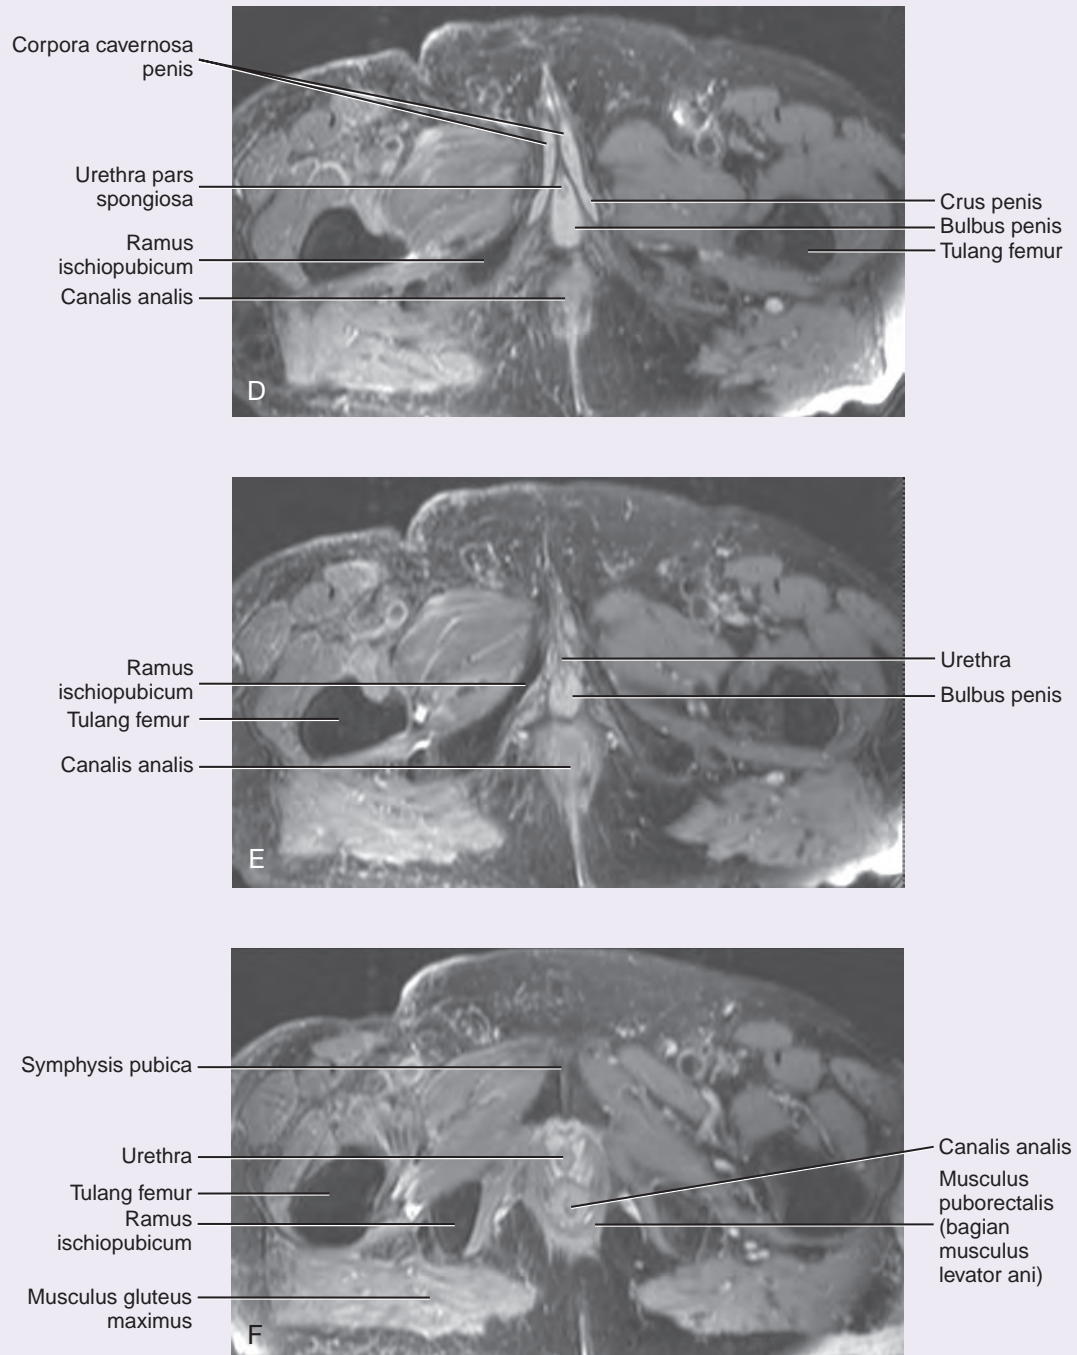 Corpora cavernosa
penis
Urethra pars
spongiosa
Ramus
ischiopubicum
Canalis analis
Crus penis
Bulbus penis
Tulang femur
D
Ramus
ischiopubicum
Tulang femur
Canalis analis
Urethra
Bulbus penis
E
Symphysis pubica
Urethra
Tulang femur
Ramus
ischiopubicum
Musculus gluteus
maximus
Canalis analis
Musculus
puborectalis
(bagian
musculus
levator ani)
F